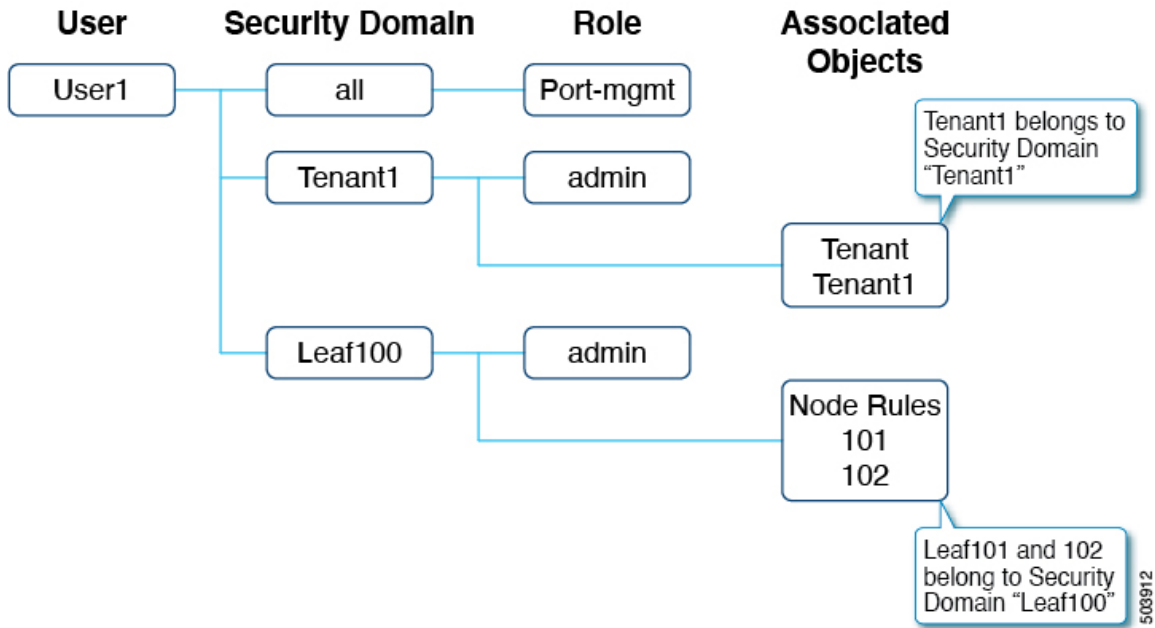 User
Security Domain
Role
Associated
Objects
User1
all
Port-mgmt
Tenant1 belongs to
Security Domain
“Tenant1”
Tenant1
admin
Tenant
Tenant1
Leaf100
admin
Node Rules
101
102
Leaf101 and 102
belong to Security
Domain “Leaf100”
503912